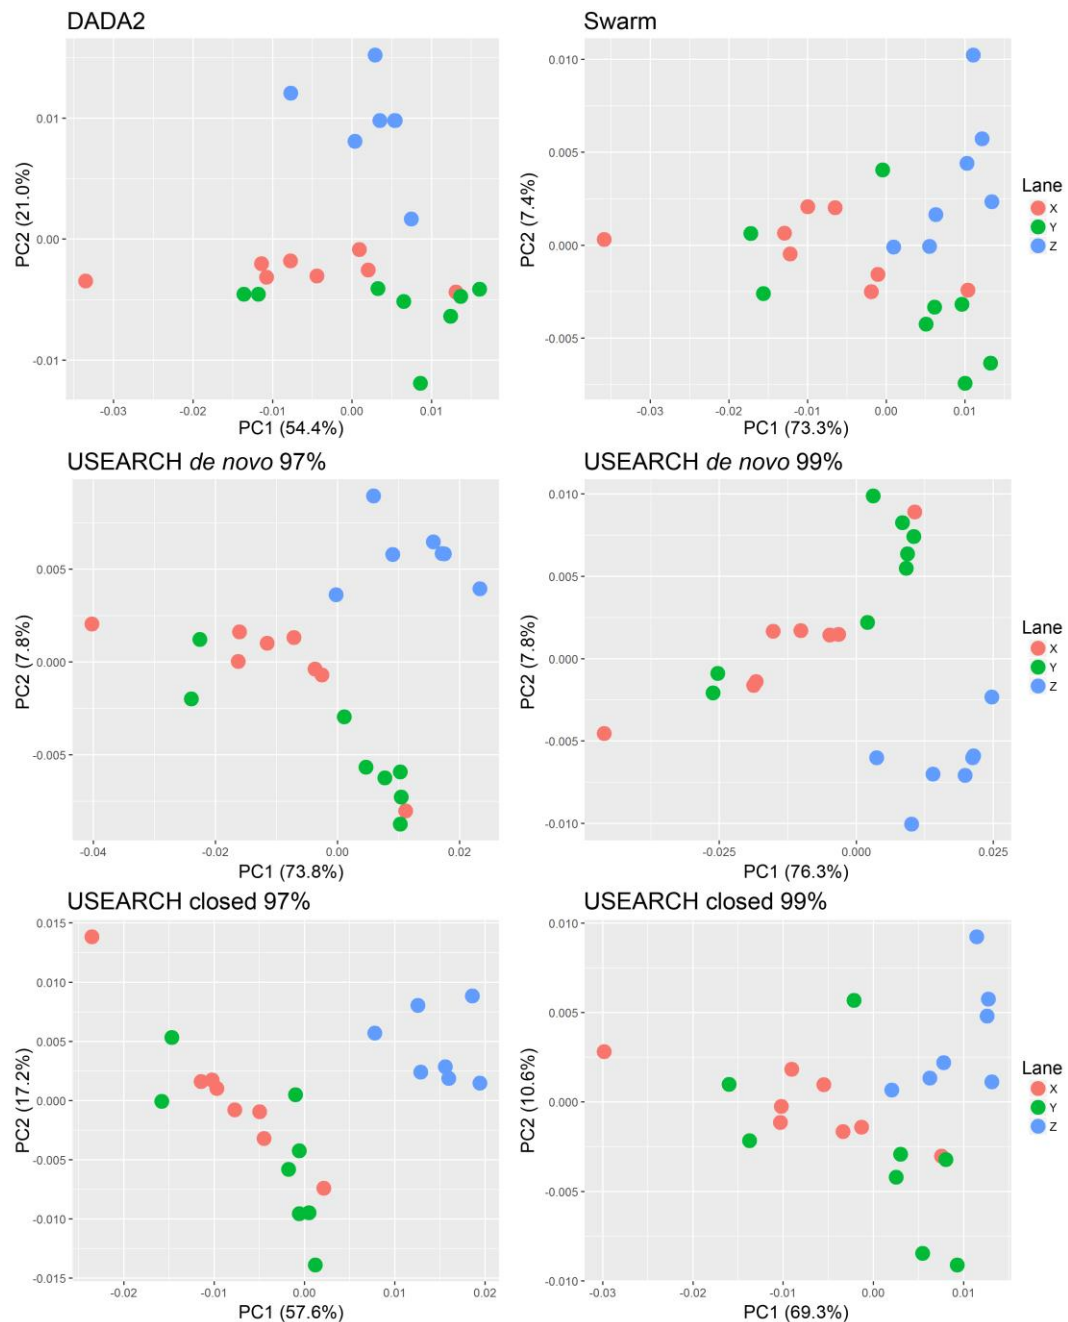 DADA2
0.01
0.00
-0.01
PC2 (21.0%)
-0.03
-0.02
-0.01
0.00
0.01
PC1 (54.4%)
Swarm
0.010
0.005
0.000
-0.005
PC2 (7.4%)
-0.03
-0.02
-0.01
0.00
0.01
PC1 (73.3%)
Lane
X
Y
Z
USEARCH de novo 97%
0.005
0.000
-0.005
PC2 (7.8%)
-0.04
-0.02
0.00
0.02
PC1 (73.8%)
USEARCH de novo 99%
0.010
0.005
0.000
-0.005
-0.010
PC2 (7.8%)
-0.025
0.000
0.025
PC1 (76.3%)
Lane
X
Y
Z
USEARCH closed 97%
0.015
0.010
0.005
0.000
-0.005
-0.010
-0.015
PC2 (17.2%)
-0.02
-0.01
0.00
0.01
0.02
PC1 (57.6%)
USEARCH closed 99%
0.010
0.005
0.000
-0.005
-0.010
PC2 (10.6%)
-0.03
-0.02
-0.01
0.00
0.01
PC1 (69.3%)
Lane
X
Y
Z